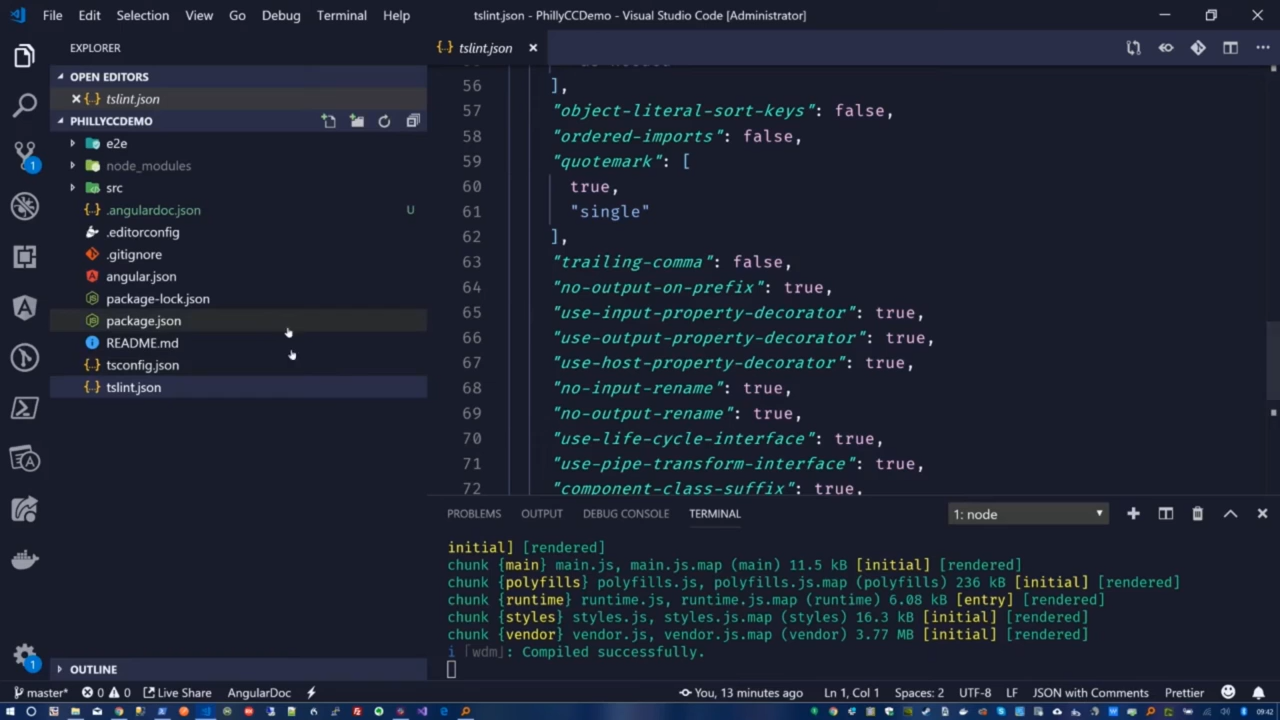 File Edit Selection View Go Debug Terminal Help
tslint.json - PhillyCCDemo - Visual Studio Code [Administrator]
EXPLORER
OPEN EDITORS
{..} tslint.json
PHILLYCCDEMO
e2e
node_modules
src
{..} .angulardoc.json U
.editorconfig
.gitignore
angular.json
package-lock.json
package.json
README.md
{..} tsconfig.json
{..} tslint.json
OUTLINE
1
1
{..} tslint.json
56 ],
57 "object-literal-sort-keys": false,
58 "ordered-imports": false,
59 "quotemark": [
60 true,
61 "single"
62 ],
63 "trailing-comma": false,
64 "no-output-on-prefix": true,
65 "use-input-property-decorator": true,
66 "use-output-property-decorator": true,
67 "use-host-property-decorator": true,
68 "no-input-rename": true,
69 "no-output-rename": true,
70 "use-life-cycle-interface": true,
71 "use-pipe-transform-interface": true,
72 "component-class-suffix": true,
PROBLEMS OUTPUT DEBUG CONSOLE TERMINAL 1: node
initial] [rendered]
chunk {main} main.js, main.js.map (main) 11.5 kB [initial] [rendered]
chunk {polyfills} polyfills.js, polyfills.js.map (polyfills) 236 kB [initial] [rendered]
chunk {runtime} runtime.js, runtime.js.map (runtime) 6.08 kB [entry] [rendered]
chunk {styles} styles.js, styles.js.map (styles) 16.3 kB [initial] [rendered]
chunk {vendor} vendor.js, vendor.js.map (vendor) 3.77 MB [initial] [rendered]
i ｢wdm｣: Compiled successfully.
master* 0 0 Live Share AngularDoc You, 13 minutes ago Ln 1, Col 1 Spaces: 2 UTF-8 LF JSON with Comments Prettier
09:42